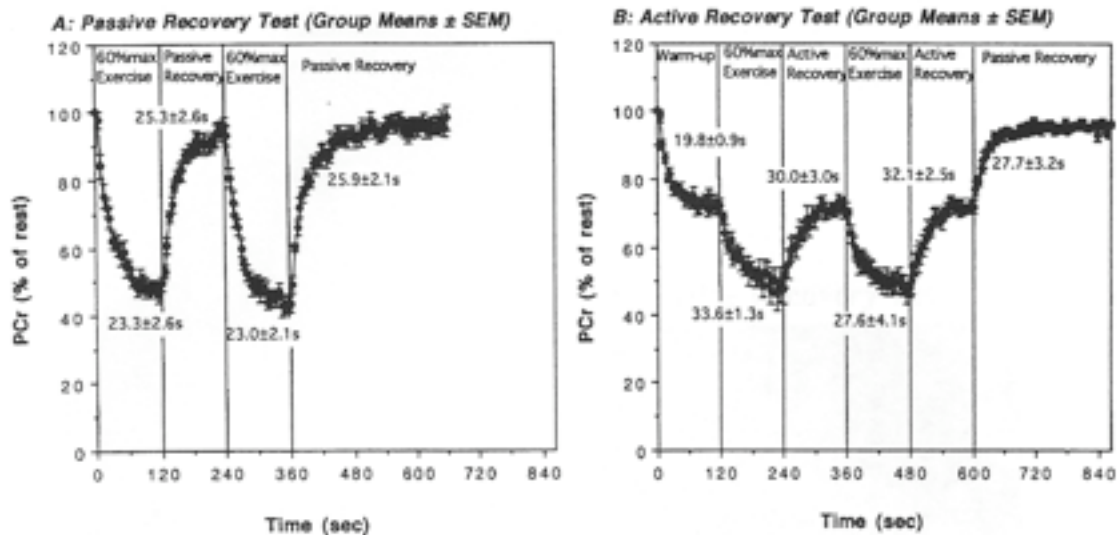 A: Passive Recovery Test (Group Means ± SEM)
60%max Exercise
Passive Recovery
60%max Exercise
Passive Recovery
25.3±2.6s
25.9±2.1s
23.3±2.6s
23.0±2.1s
PCr (% of rest)
120
100
80
60
40
20
0
0 120 240 360 480 600 720 840
Time (sec)
B: Active Recovery Test (Group Means ± SEM)
Warm-up
60%max Exercise
Active Recovery
60%max Exercise
Active Recovery
Passive Recovery
19.8±0.9s
30.0±3.0s
32.1±2.5s
27.7±3.2s
33.6±1.3s
27.6±4.1s
PCr (% of rest)
120
100
80
60
40
20
0
0 120 240 360 480 600 720 840
Time (sec)